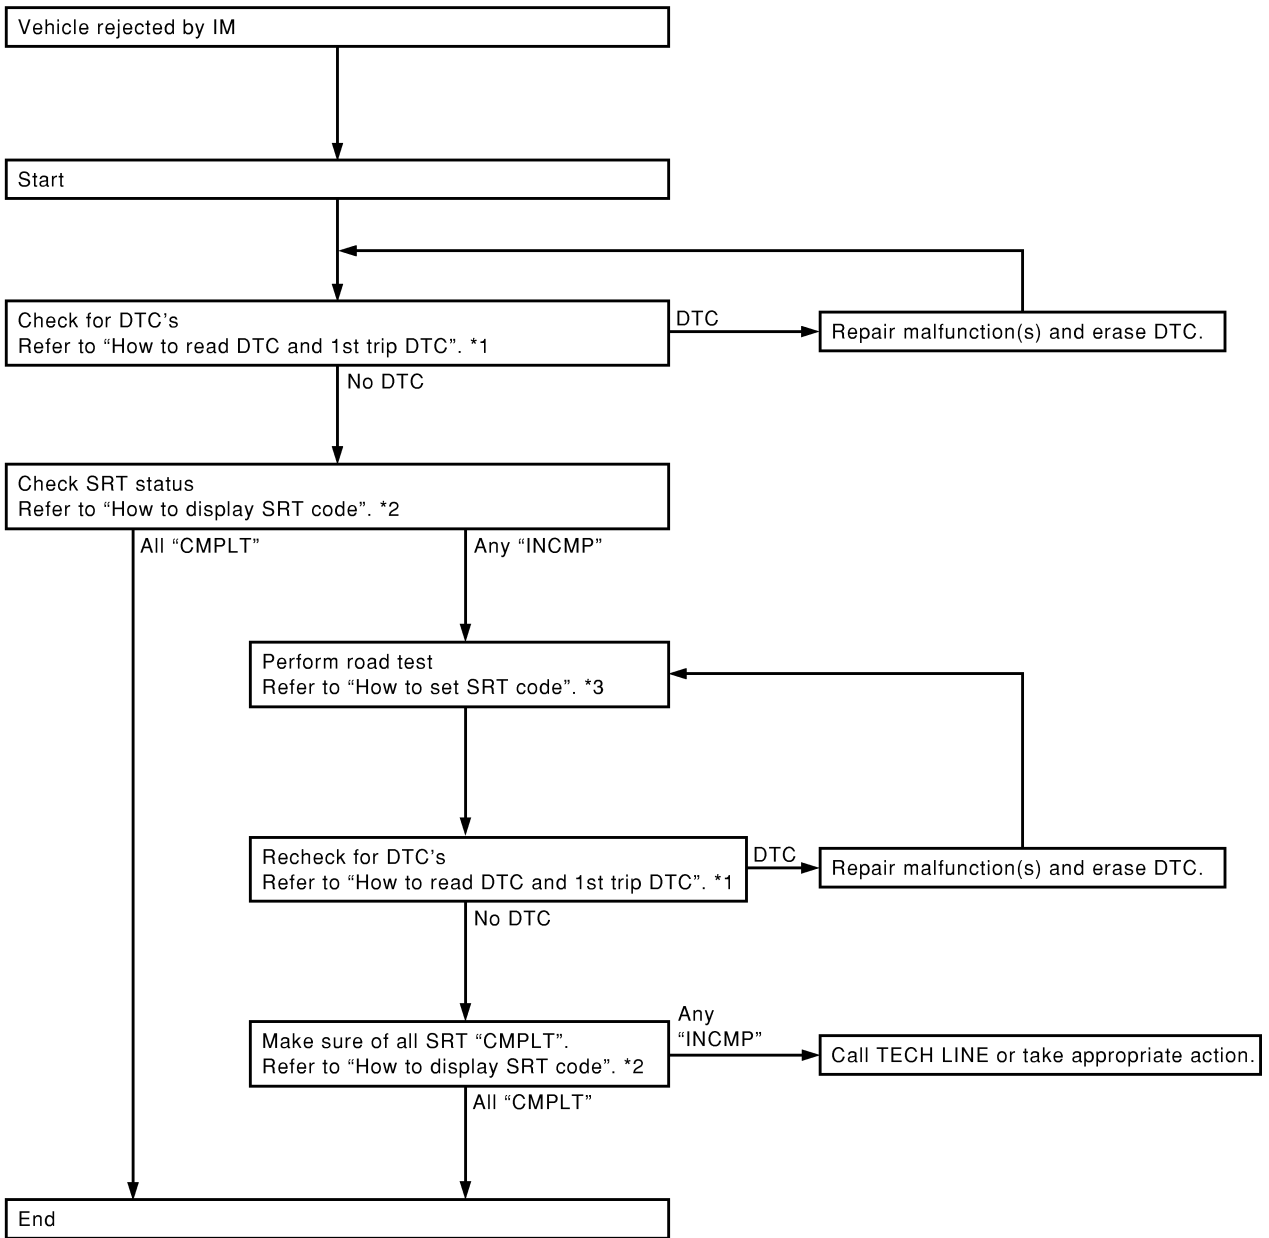 Vehicle rejected by IM
Start
Check for DTC’s
Refer to “How to read DTC and 1st trip DTC”. *1
DTC
Repair malfunction(s) and erase DTC.
No DTC
Check SRT status
Refer to “How to display SRT code”. *2
All “CMPLT”
Any “INCMP”
Perform road test
Refer to “How to set SRT code”. *3
Recheck for DTC’s
Refer to “How to read DTC and 1st trip DTC”. *1
DTC
Repair malfunction(s) and erase DTC.
No DTC
Make sure of all SRT “CMPLT”.
Refer to “How to display SRT code”. *2
Any
“INCMP”
Call TECH LINE or take appropriate action.
All “CMPLT”
End